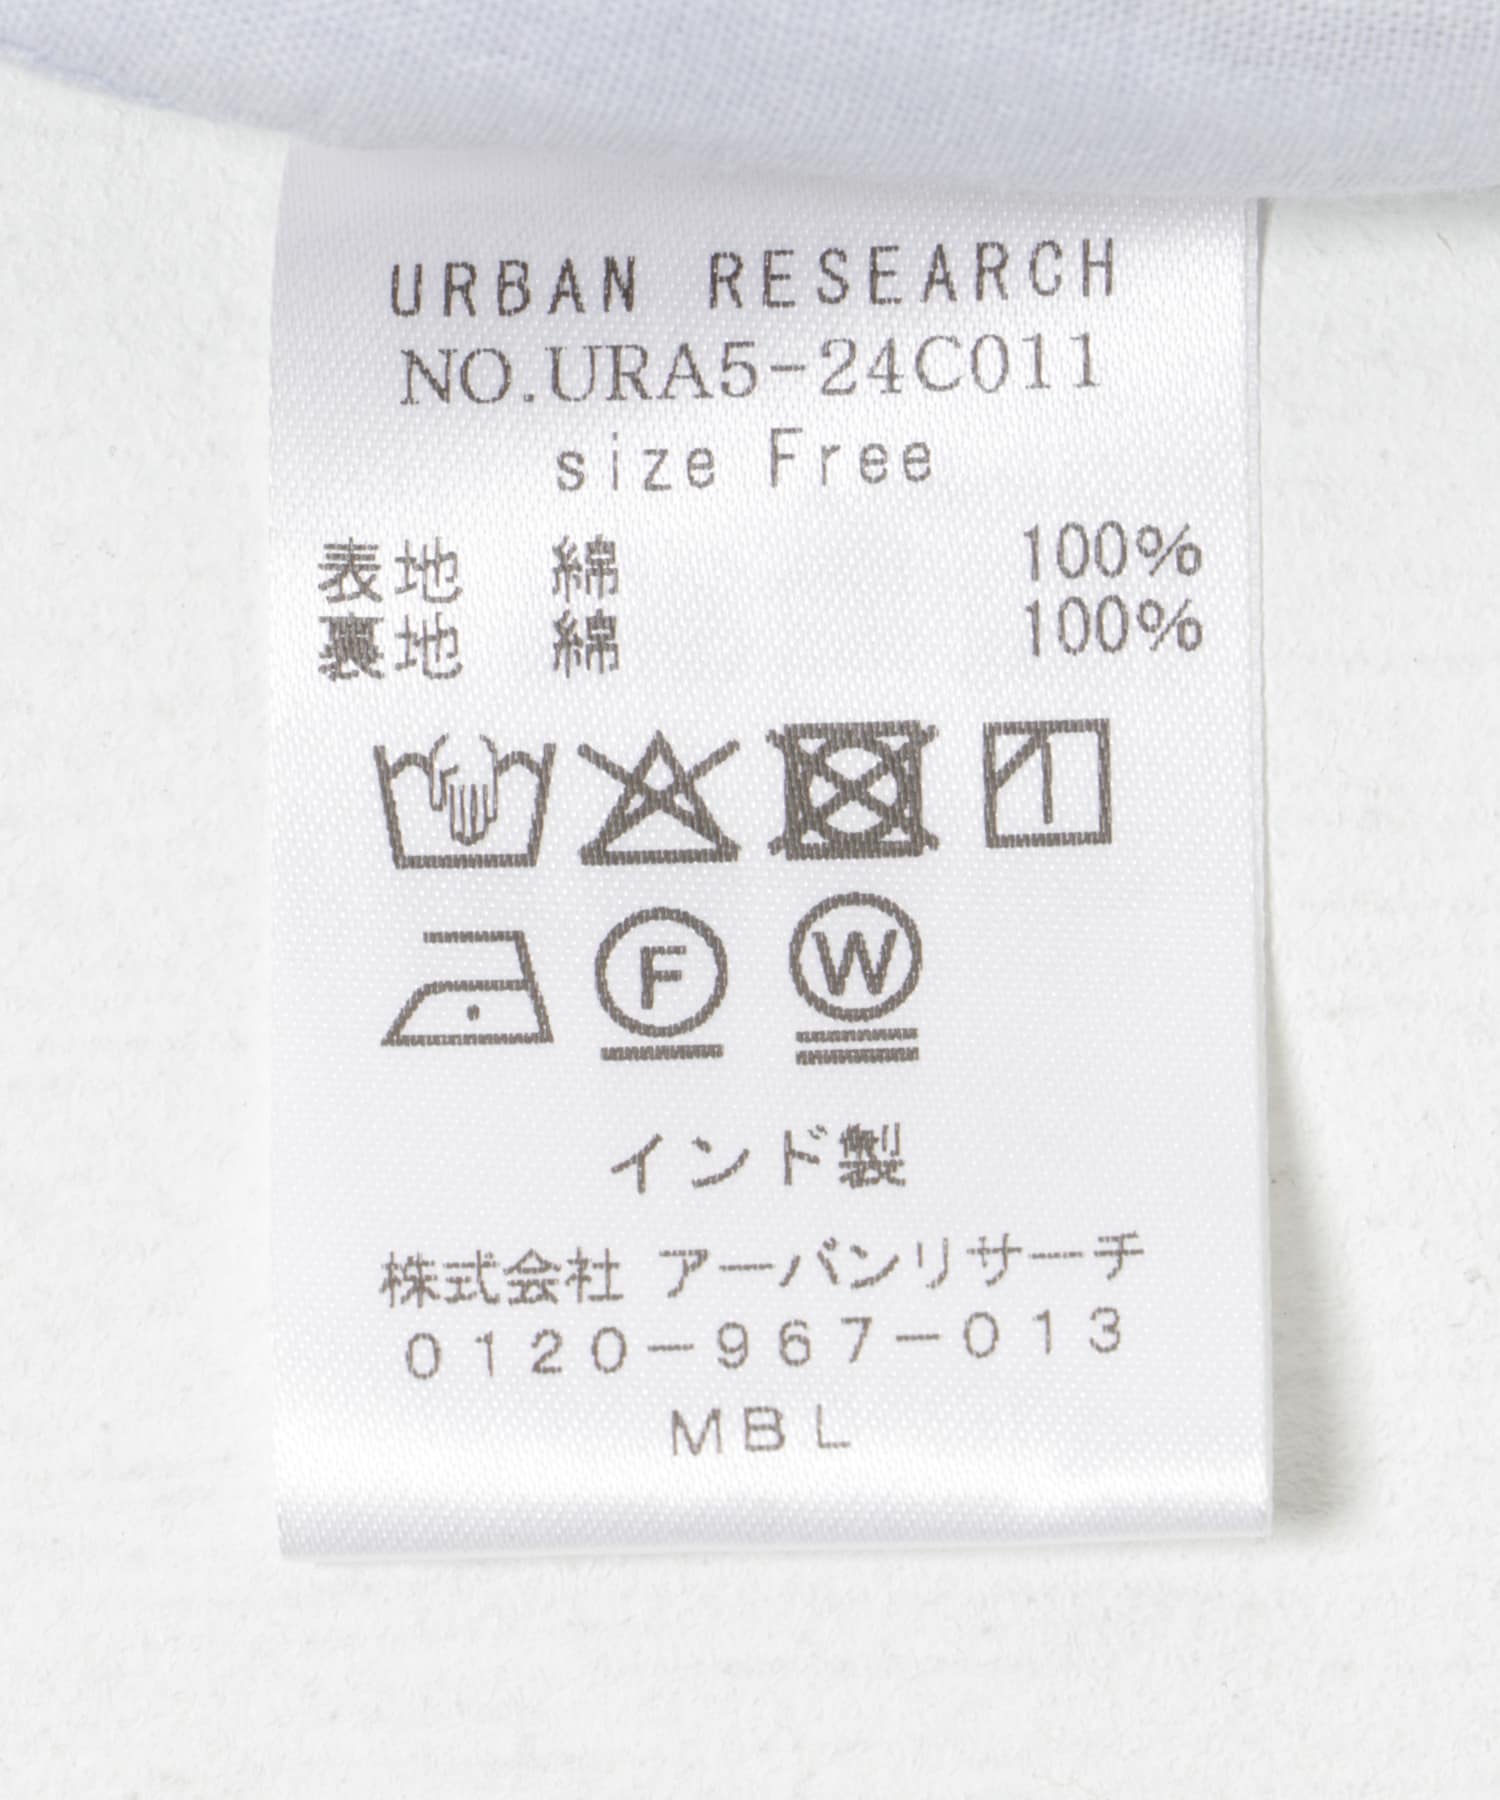 URBAN RESEARCH
NO.URA5-24C011
size Free
表地 綿 100%
裏地 綿 100%
F W
インド製
株式会社 アーバンリサーチ
0120-967-013
MBL